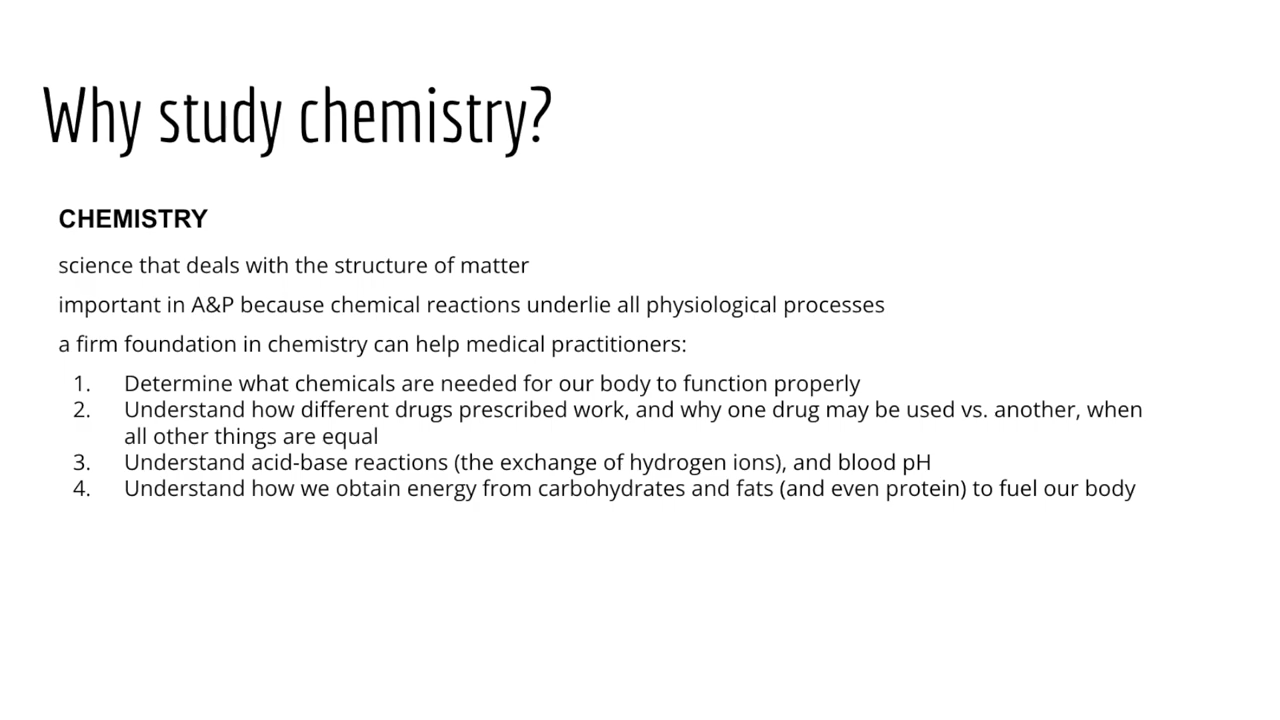 Why study chemistry?
CHEMISTRY
science that deals with the structure of matter
important in A&P because chemical reactions underlie all physiological processes
a firm foundation in chemistry can help medical practitioners:
1. Determine what chemicals are needed for our body to function properly
2. Understand how different drugs prescribed work, and why one drug may be used vs. another, when
all other things are equal
3. Understand acid-base reactions (the exchange of hydrogen ions), and blood pH
4. Understand how we obtain energy from carbohydrates and fats (and even protein) to fuel our body